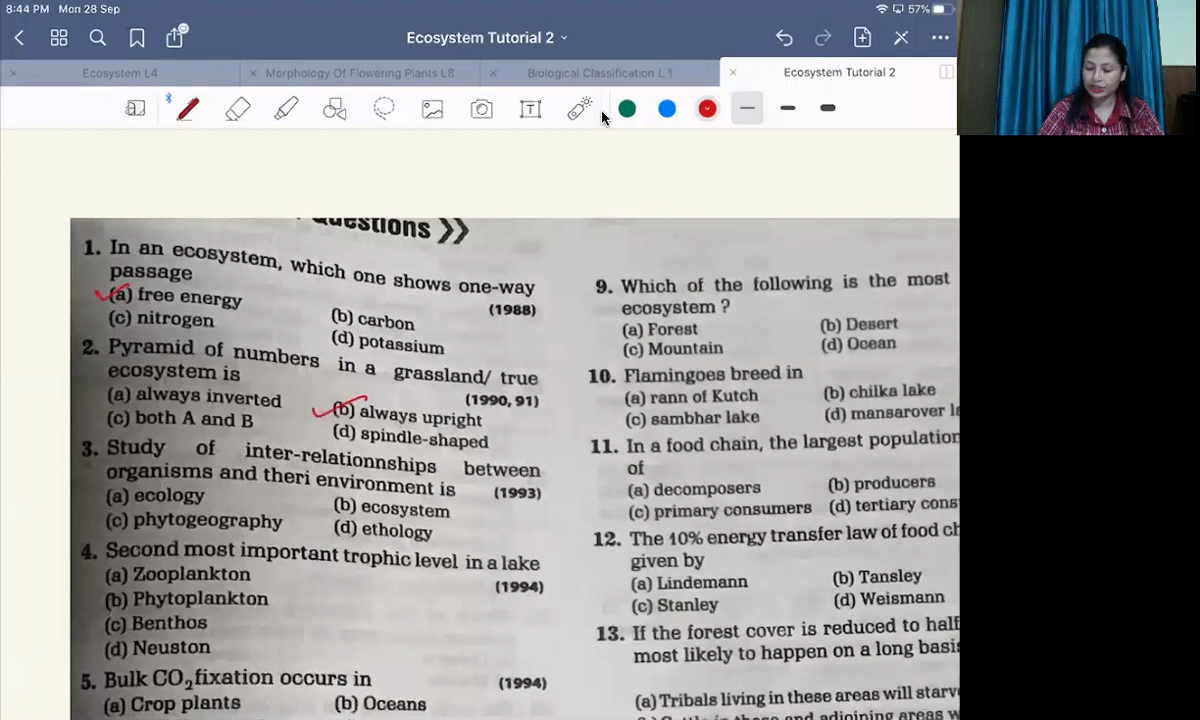 8:44 PM Mon 28 Sep
57%
Ecosystem Tutorial 2
Ecosystem L4
Morphology Of Flowering Plants L8
Biological Classification L 1
Ecosystem Tutorial 2
Questions
1. In an ecosystem, which one shows one-way
passage
(1988)
(a) free energy
(b) carbon
(c) nitrogen
(d) potassium
2. Pyramid of numbers in a grassland/ true
ecosystem is
(1990, 91)
(a) always inverted
(b) always upright
(c) both A and B
(d) spindle-shaped
3. Study of inter-relationnships between
organisms and theri environment is (1993)
(a) ecology
(b) ecosystem
(c) phytogeography
(d) ethology
4. Second most important trophic level in a lake
(1994)
(a) Zooplankton
(b) Phytoplankton
(c) Benthos
(d) Neuston
5. Bulk CO₂ fixation occurs in (1994)
(a) Crop plants (b) Oceans
9. Which of the following is the most
ecosystem ?
(a) Forest (b) Desert
(c) Mountain (d) Ocean
10. Flamingoes breed in
(a) rann of Kutch (b) chilka lake
(c) sambhar lake (d) mansarover
11. In a food chain, the largest population
of
(a) decomposers (b) producers
(c) primary consumers (d) tertiary cons
12. The 10% energy transfer law of food ch
given by
(a) Lindemann (b) Tansley
(c) Stanley (d) Weismann
13. If the forest cover is reduced to half
most likely to happen on a long basis
(a) Tribals living in these areas will starv
and adjoining areas